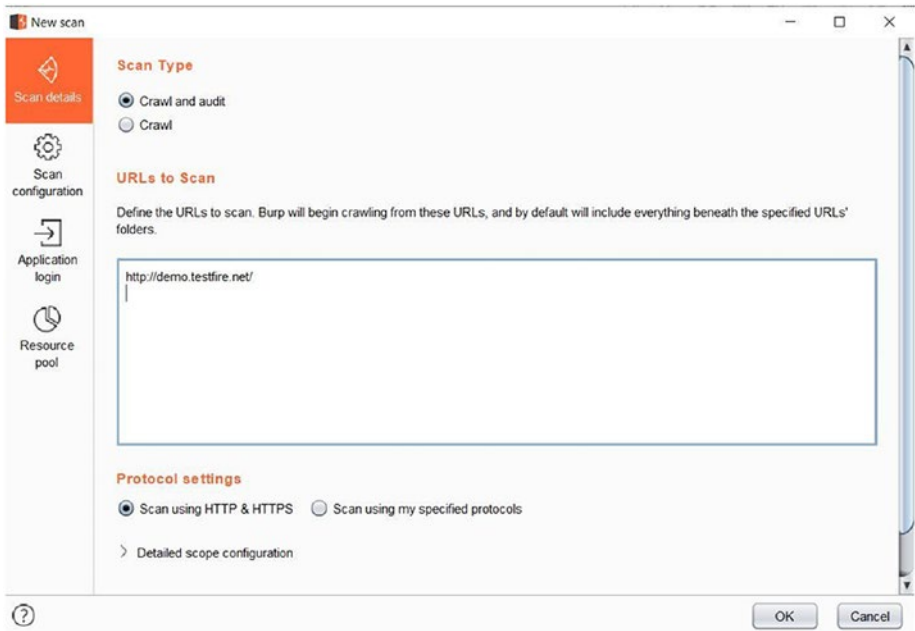 New scan
Scan details
Scan
configuration
Application
login
Resource
pool
Scan Type
Crawl and audit
Crawl
URLs to Scan
Define the URLs to scan. Burp will begin crawling from these URLs, and by default will include everything beneath the specified URLs'
folders.
http://demo.testfire.net/
Protocol settings
Scan using HTTP & HTTPS Scan using my specified protocols
Detailed scope configuration
? OK Cancel